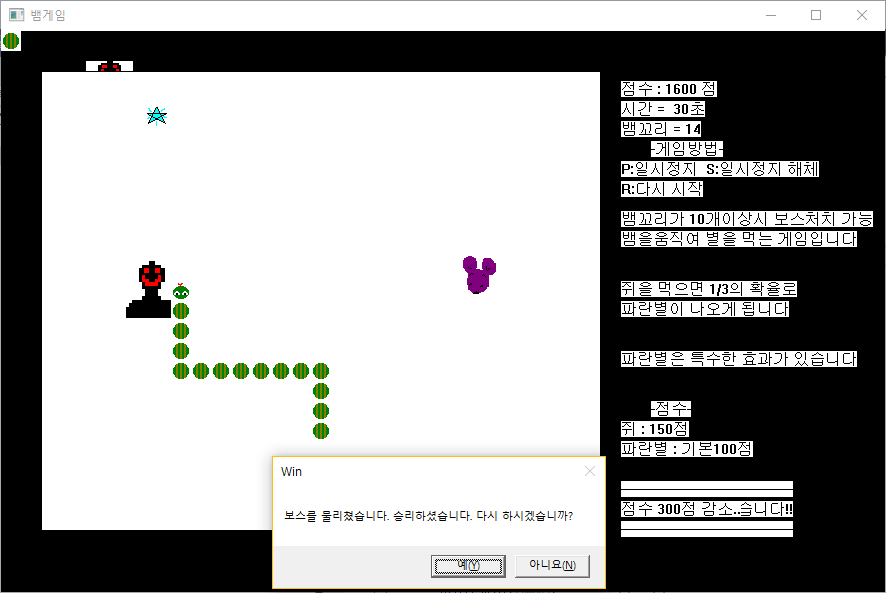 뱀게임
점수 : 1600 점
시간 = 30초
뱀꼬리 = 14
-게임방법-
P:일시정지 S:일시정지 해체
R:다시 시작
뱀꼬리가 10개이상시 보스처치 가능
뱀을움직여 별을 먹는 게임입니다
쥐을 먹으면 1/3의 확율로
파란별이 나오게 됩니다
파란별은 특수한 효과가 있습니다
-점수-
쥐 : 150점
파란별 : 기본100점
점수 300점 감소..습니다!!
Win
보스를 물리쳤습니다. 승리하셨습니다. 다시 하시겠습니까?
예(Y)
아니요(N)